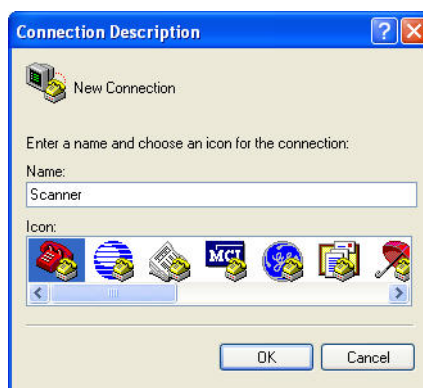 Connection Description
New Connection
Enter a name and choose an icon for the connection:
Name:
Scanner
Icon:
MCI
OK
Cancel